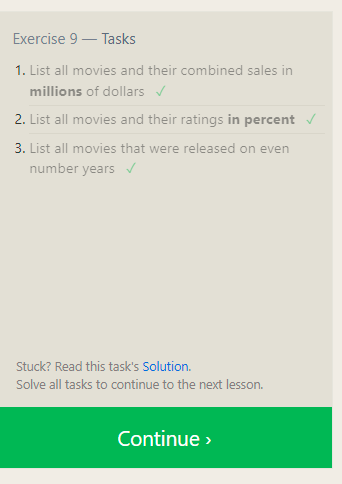 Exercise 9 — Tasks
1. List all movies and their combined sales in
millions of dollars ✓
2. List all movies and their ratings in percent ✓
3. List all movies that were released on even
number years ✓
Stuck? Read this task's Solution.
Solve all tasks to continue to the next lesson.
Continue ›